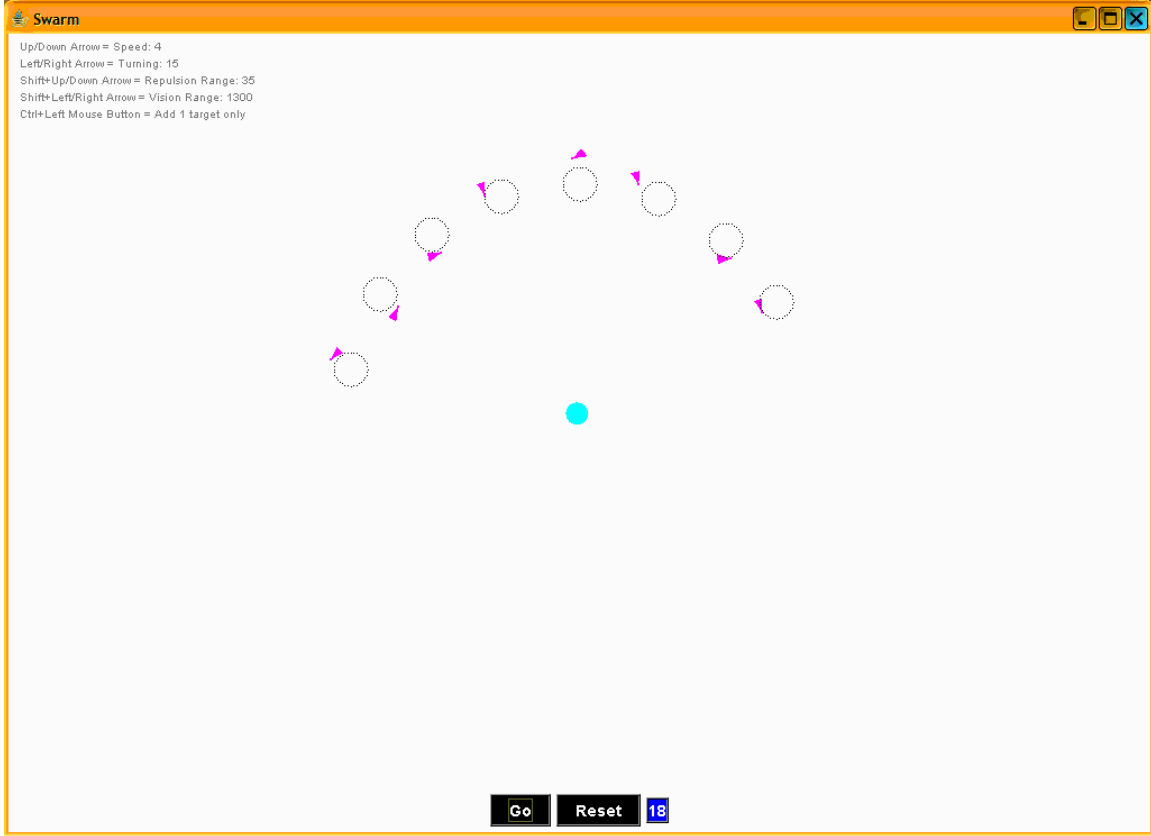 Swarm
Up/Down Arrow = Speed: 4
Left/Right Arrow = Turning: 15
Shift+Up/Down Arrow = Repulsion Range: 35
Shift+Left/Right Arrow = Vision Range: 1300
Ctrl+Left Mouse Button = Add 1 target only
Go Reset 18